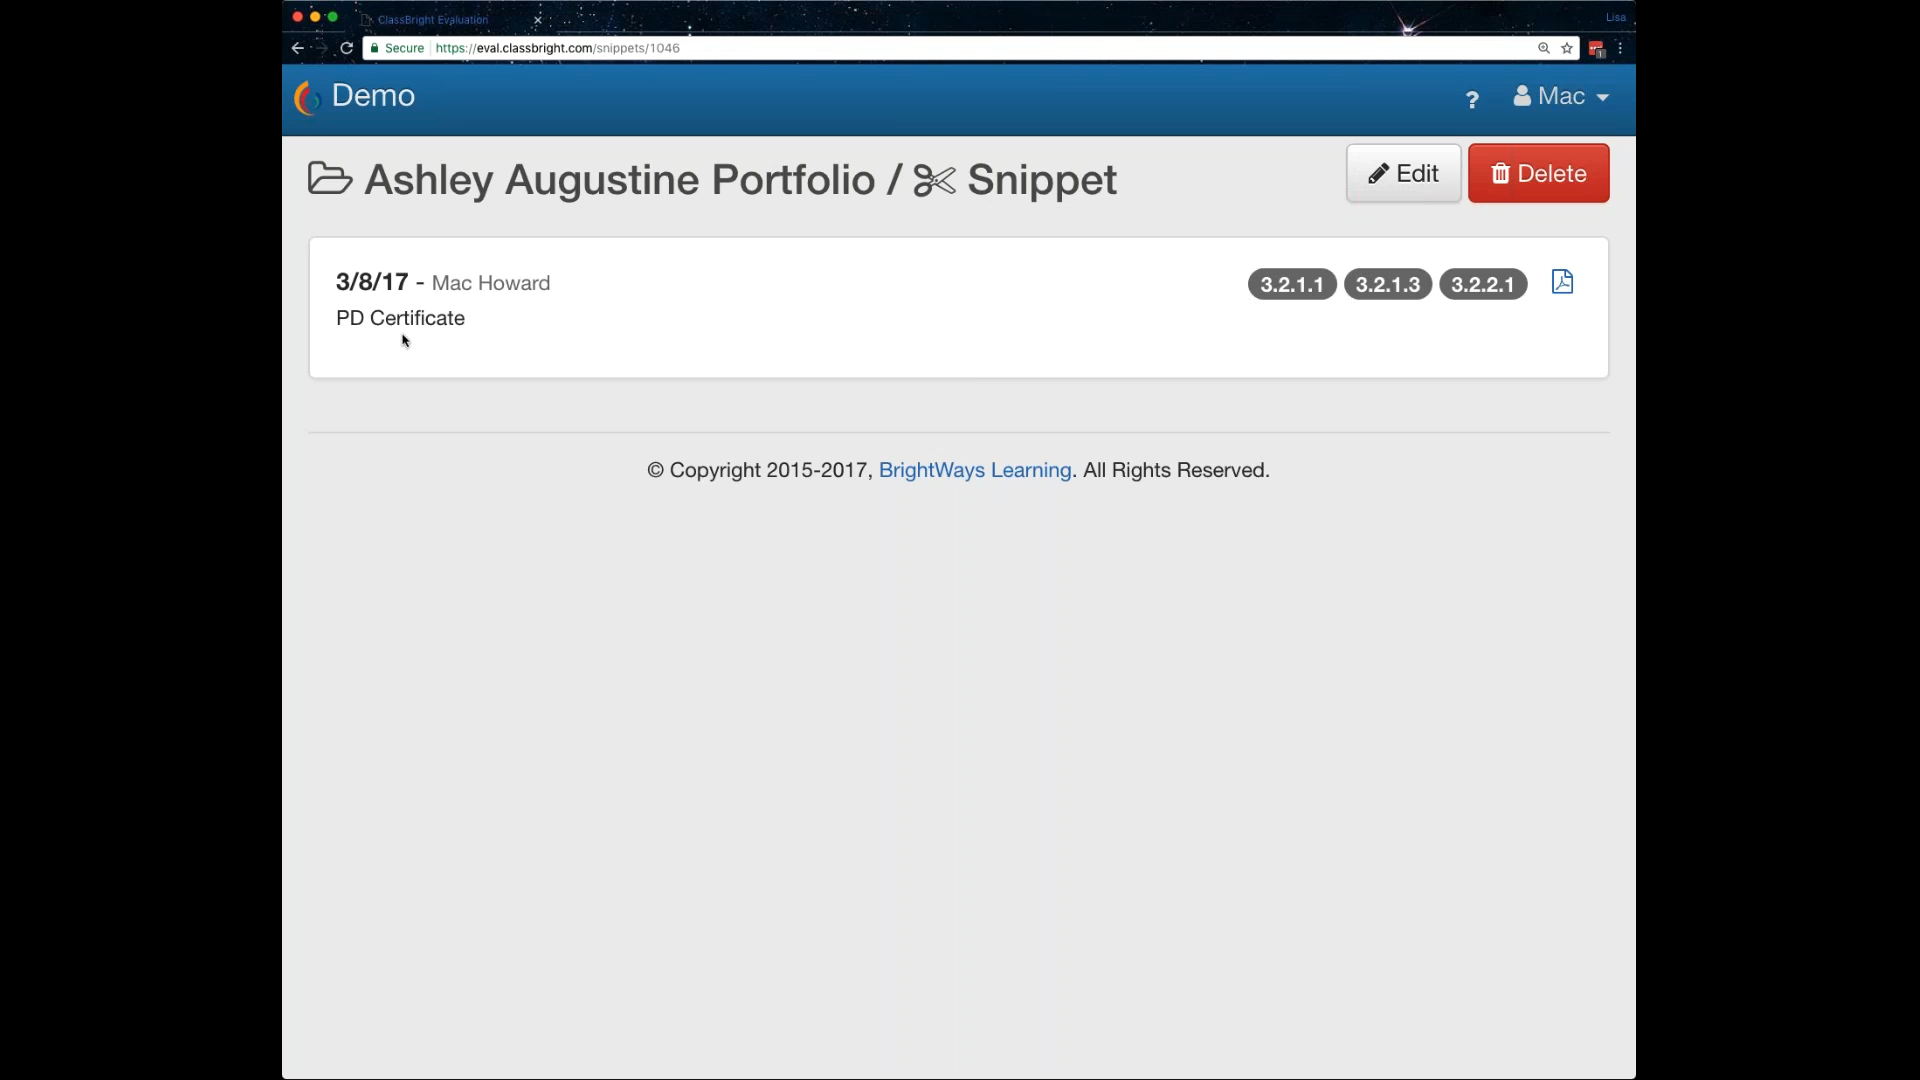 ClassBright Evaluation
Lisa
Secure https://eval.classbright.com/snippets/1046
1
Demo
? Mac
Ashley Augustine Portfolio / Snippet
Edit
Delete
3/8/17 - Mac Howard
3.2.1.1 3.2.1.3 3.2.2.1
PD Certificate
© Copyright 2015-2017, BrightWays Learning. All Rights Reserved.